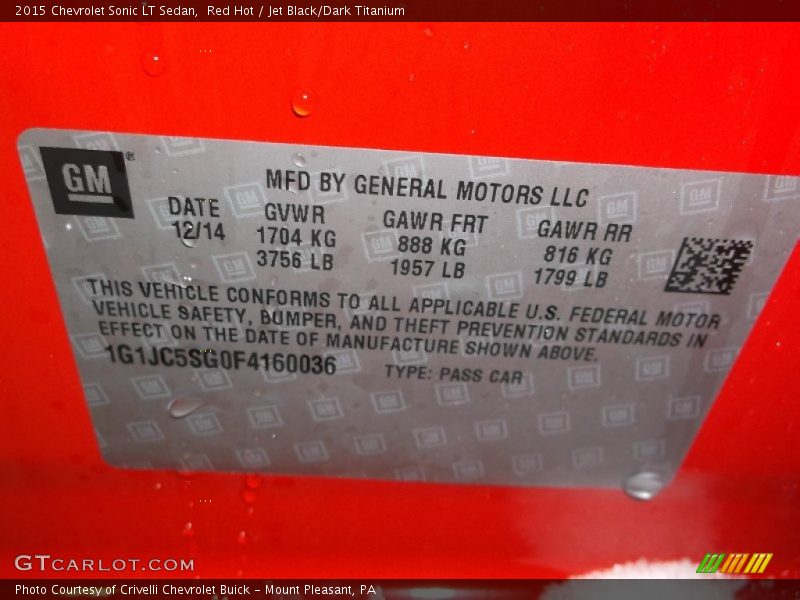 2015 Chevrolet Sonic LT Sedan,  Red Hot / Jet Black/Dark Titanium
GM ®
MFD BY GENERAL MOTORS LLC
DATE GVWR GAWR FRT GAWR RR
12/14 1704 KG 888 KG 816 KG
3756 LB 1957 LB 1799 LB
THIS VEHICLE CONFORMS TO ALL APPLICABLE U.S. FEDERAL MOTOR
VEHICLE SAFETY, BUMPER, AND THEFT PREVENTION STANDARDS IN
EFFECT ON THE DATE OF MANUFACTURE SHOWN ABOVE.
1G1JC5SG0F4160036 TYPE: PASS CAR
GTCARLOT.COM
Photo Courtesy of Crivelli Chevrolet Buick - Mount Pleasant, PA